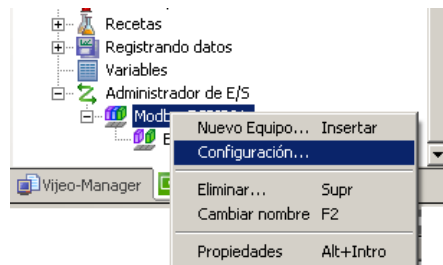 Recetas
Registrando datos
Variables
Administrador de E/S
Nuevo Equipo... Insertar
Configuración...
Vijeo-Manager
Eliminar... Supr
Cambiar nombre F2
Propiedades Alt+Intro